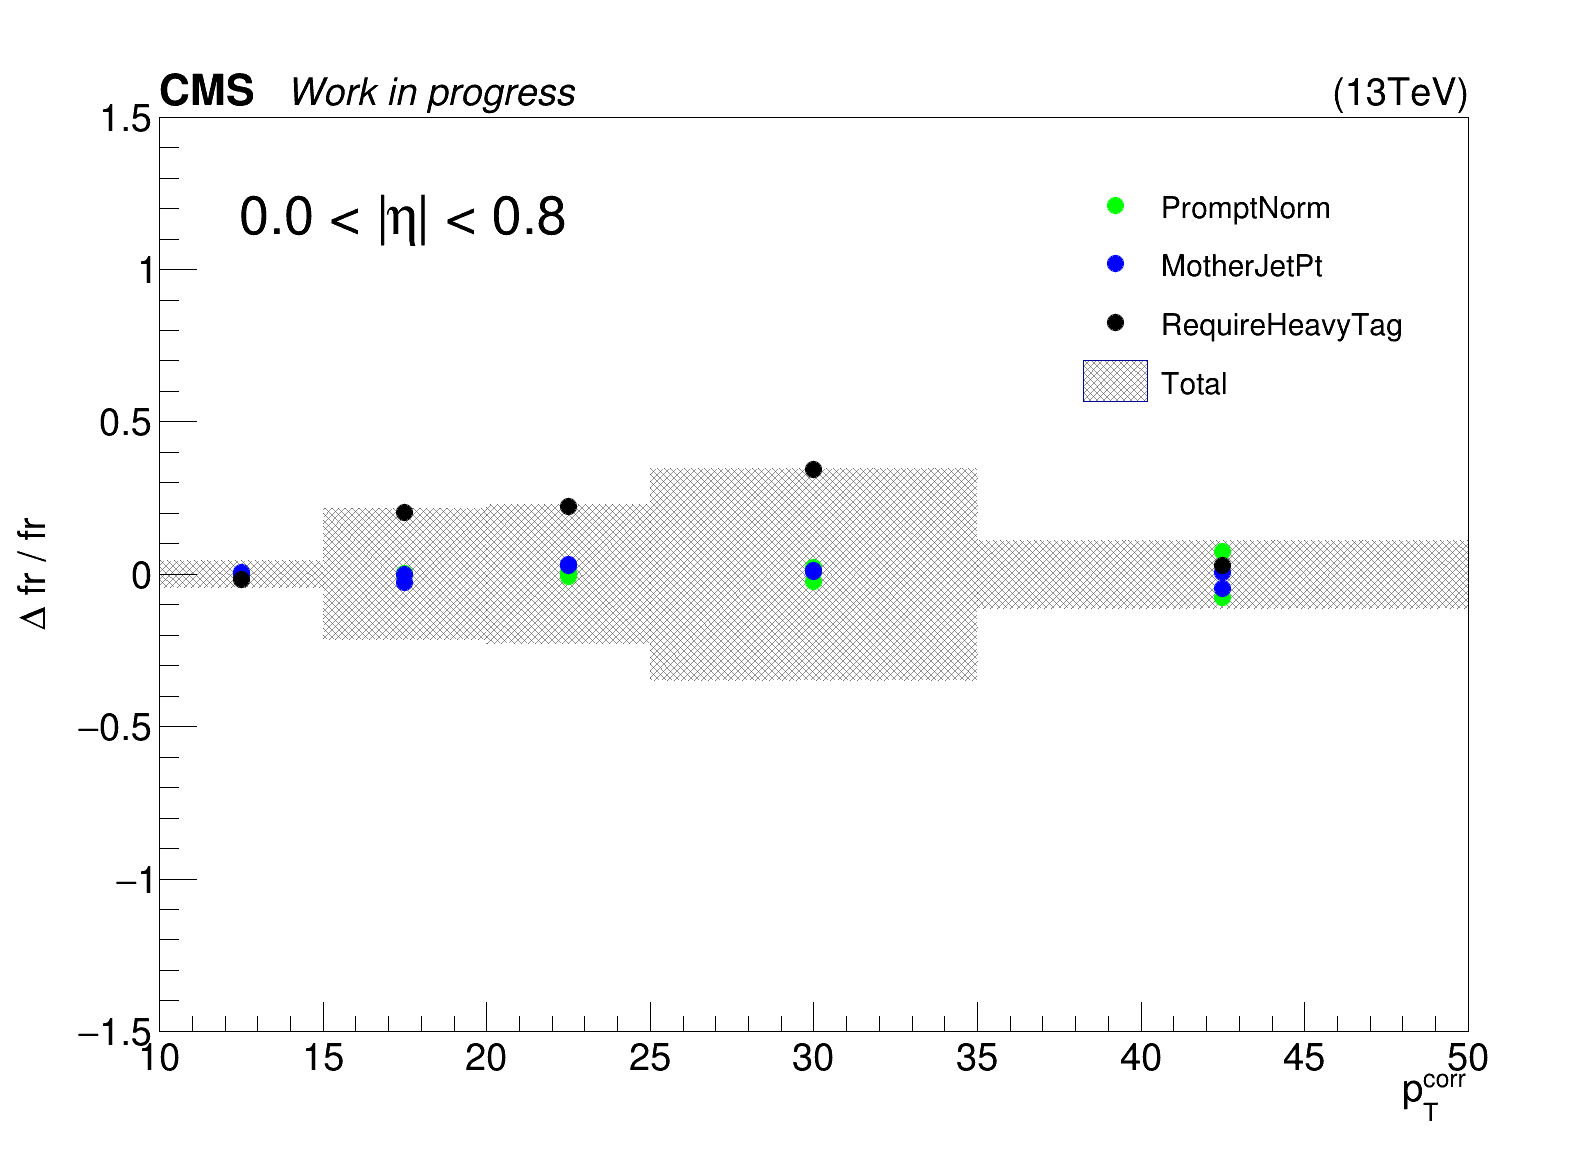 CMS Work in progress (13TeV)
0.0 < |η| < 0.8
PromptNorm
MotherJetPt
RequireHeavyTag
Total
Δ fr / fr
1.5
1
0.5
0
−0.5
−1
−1.5
10 15 20 25 30 35 40 45 50
p_T^corr